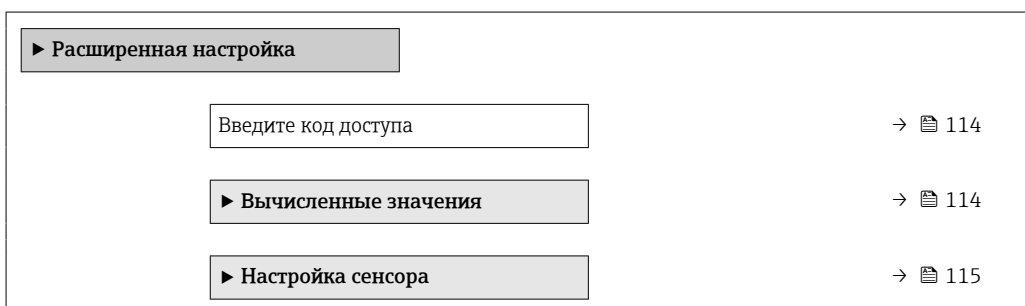 ▶ Расширенная настройка
Введите код доступа → 114
▶ Вычисленные значения → 114
▶ Настройка сенсора → 115